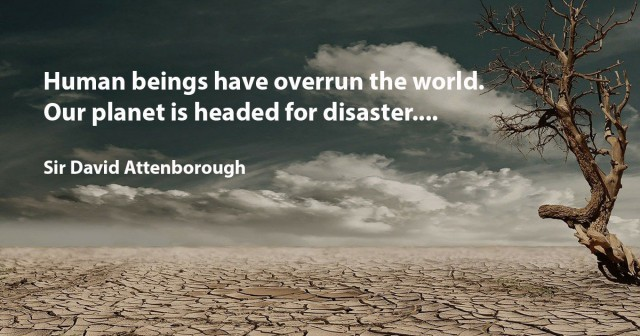 Human beings have overrun the world.
Our planet is headed for disaster....
Sir David Attenborough